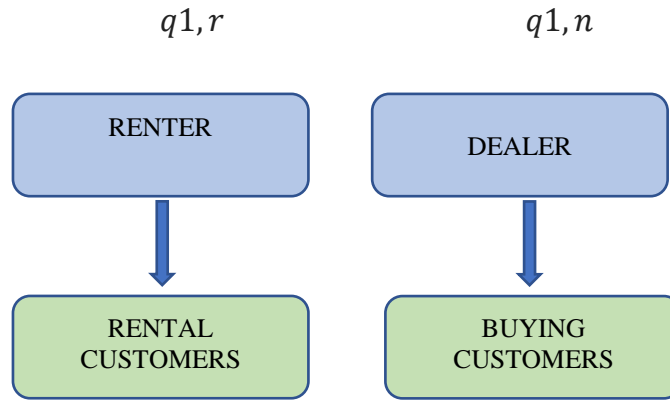 q1, r
q1, n
RENTER
DEALER
RENTAL
CUSTOMERS
BUYING
CUSTOMERS